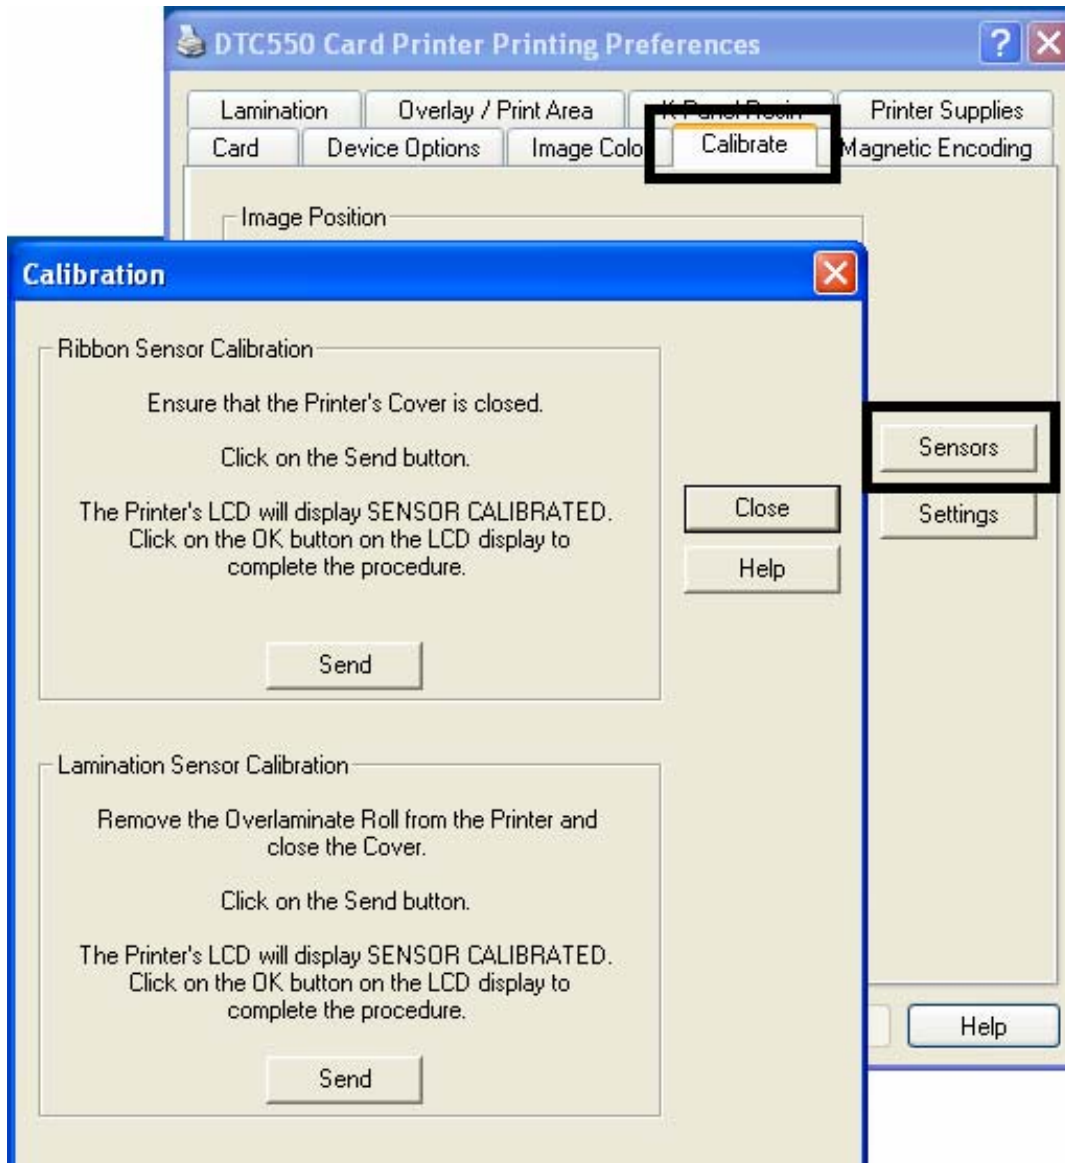 DTC550 Card Printer Printing Preferences
Lamination Overlay / Print Area K Panel Resin Printer Supplies
Card Device Options Image Colo Calibrate Magnetic Encoding
Image Position
Calibration
Ribbon Sensor Calibration
Ensure that the Printer's Cover is closed.
Click on the Send button.
The Printer's LCD will display SENSOR CALIBRATED.
Click on the OK button on the LCD display to
complete the procedure.
Send
Close
Help
Sensors
Settings
Lamination Sensor Calibration
Remove the Overlaminate Roll from the Printer and
close the Cover.
Click on the Send button.
The Printer's LCD will display SENSOR CALIBRATED.
Click on the OK button on the LCD display to
complete the procedure.
Send
Help